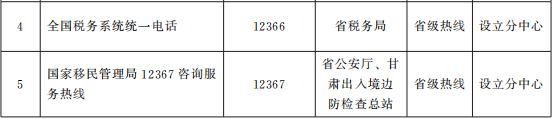 4 全国税务系统统一电话 12366 省税务局 省级热线 设立分中心
5 国家移民管理局 12367 咨询服务热线 12367 省公安厅、甘肃出入境边防检查总站 省级热线 设立分中心